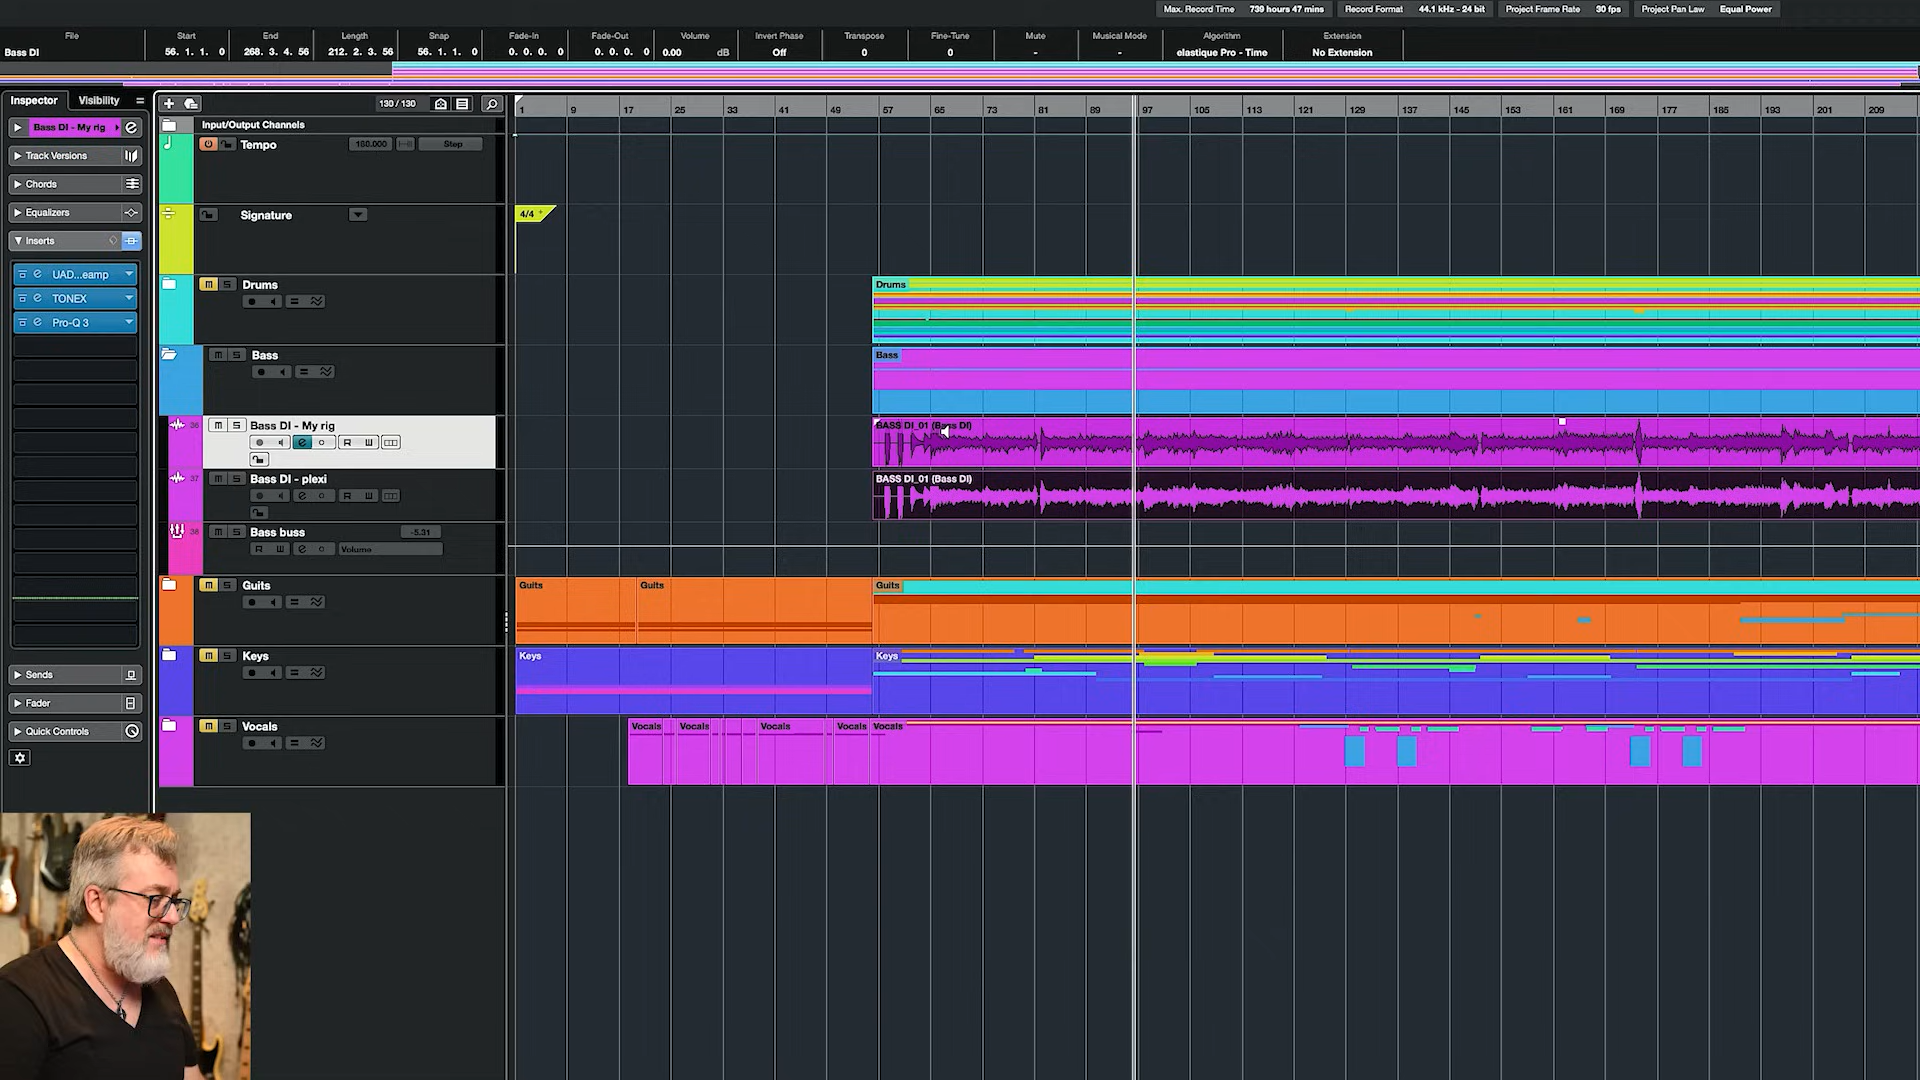 Max. Record Time 739 hours 47 mins Record Format 44.1 kHz - 24 bit Project Frame Rate 30 fps Project Pan Law Equal Power
File Start End Length Snap Fade-In Fade-Out Volume Invert Phase Transpose Fine-Tune Mute Musical Mode Algorithm Extension
Bass DI 56. 1. 1. 0 268. 3. 4. 56 212. 2. 3. 56 56. 1. 1. 0 0. 0. 0. 0 0. 0. 0. 0 0.00 dB Off 0 0 - - elastique Pro - Time No Extension
Inspector Visibility
130 / 130
1 9 17 25 33 41 49 57 65 73 81 89 97 105 113 121 129 137 145 153 161 169 177 185 193 201 209
Bass DI - My rig
Track Versions
Chords
Equalizers
Inserts
UAD...eamp
TONEX
Pro-Q 3
Sends
Fader
Quick Controls
Input/Output Channels
Tempo 160.000 Step
Signature
4/4
m S Drums
Drums
m S Bass
Bass
36 m S Bass DI - My rig
R
BASS DI_01 (Bass DI)
37 m S Bass DI - plexi
R
BASS DI_01 (Bass DI)
36 m S Bass buss -5.31
R Volume
m S Guits
Guits Guits Guits
m S Keys
Keys Keys
m S Vocals
Vocals Vocals Vocals Vocals Vocals